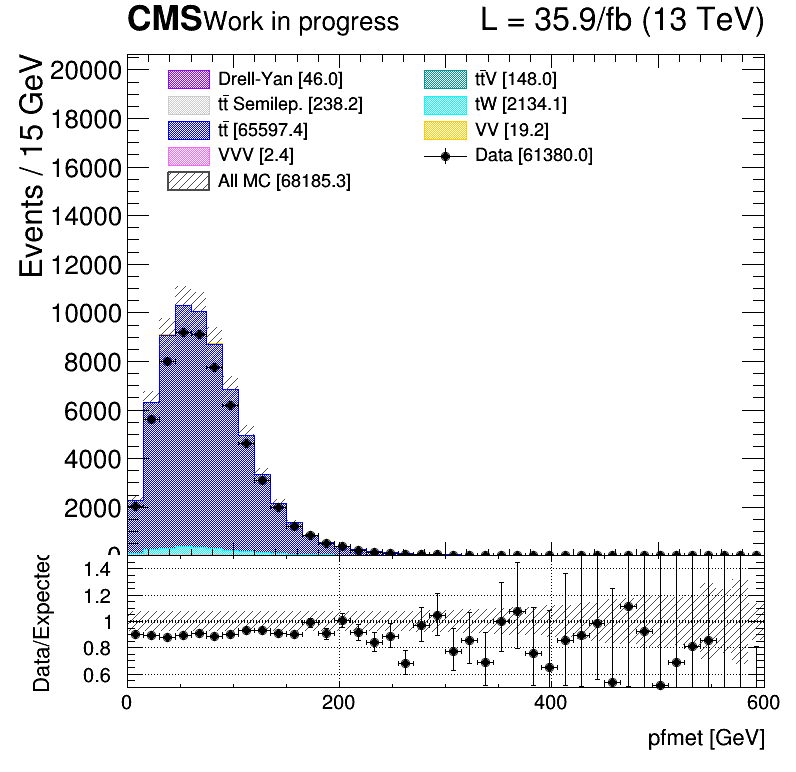 CMS Work in progress L = 35.9/fb (13 TeV)
Events / 15 GeV
20000
18000
16000
14000
12000
10000
8000
6000
4000
2000
0
Drell-Yan [46.0]
tt̄ Semilep. [238.2]
tt̄ [65597.4]
VVV [2.4]
All MC [68185.3]
tt̄V [148.0]
tW [2134.1]
VV [19.2]
Data [61380.0]
Data/Expected
1.4
1.2
1
0.8
0.6
0 200 400 600
pfmet [GeV]